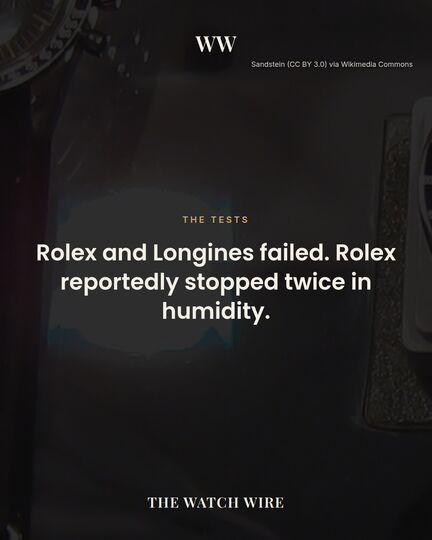 WW
Sandstein (CC BY 3.0) via Wikimedia Commons
THE TESTS
Rolex and Longines failed. Rolex
reportedly stopped twice in
humidity.
THE WATCH WIRE